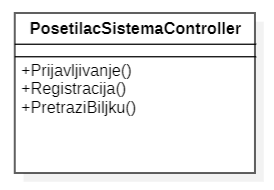 PosetilacSistemaController
+Prijavljivanje()
+Registracija()
+PretraziBiljku()